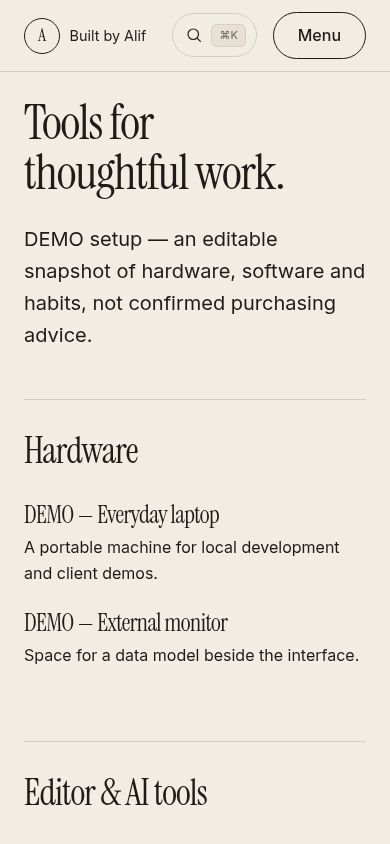 A
Built by Alif
⌘K
Menu
Tools for
thoughtful work.
DEMO setup — an editable
snapshot of hardware, software and
habits, not confirmed purchasing
advice.
Hardware
DEMO — Everyday laptop
A portable machine for local development
and client demos.
DEMO — External monitor
Space for a data model beside the interface.
Editor & AI tools